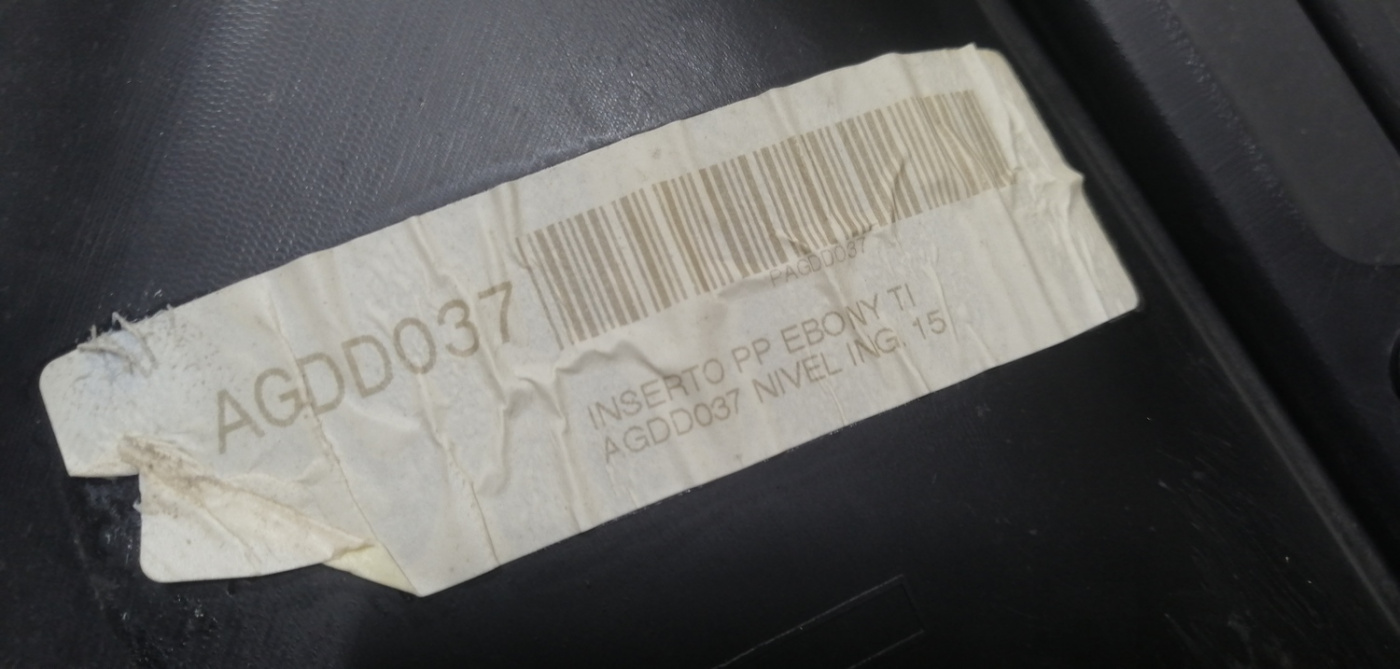 AGDD037
PAGDD037
INSERTO PP EBONY TI
AGDD037 NIVEL ING. 15